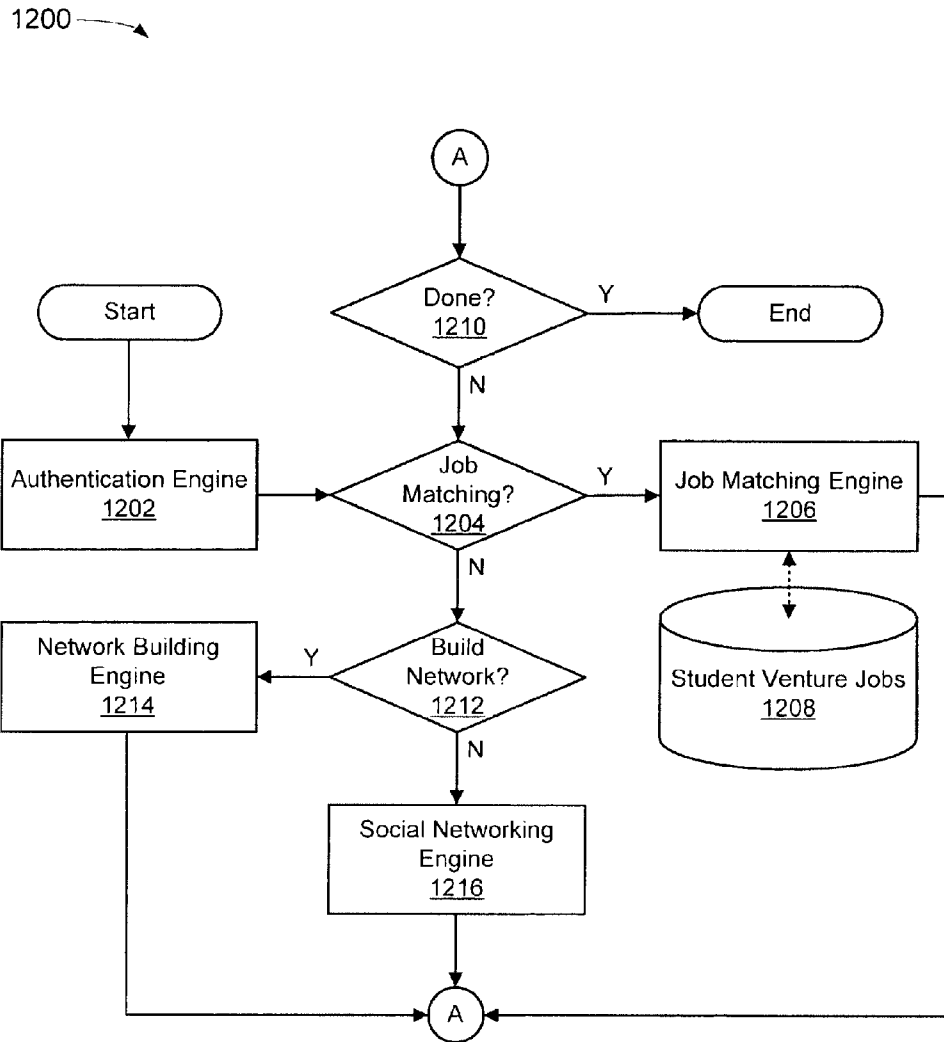 1200
A
Done?
1210
Y
End
Start
N
Authentication Engine
1202
Job
Matching?
1204
Y
Job Matching Engine
1206
N
Network Building
Engine
1214
Y
Build
Network?
1212
Student Venture Jobs
1208
N
Social Networking
Engine
1216
A